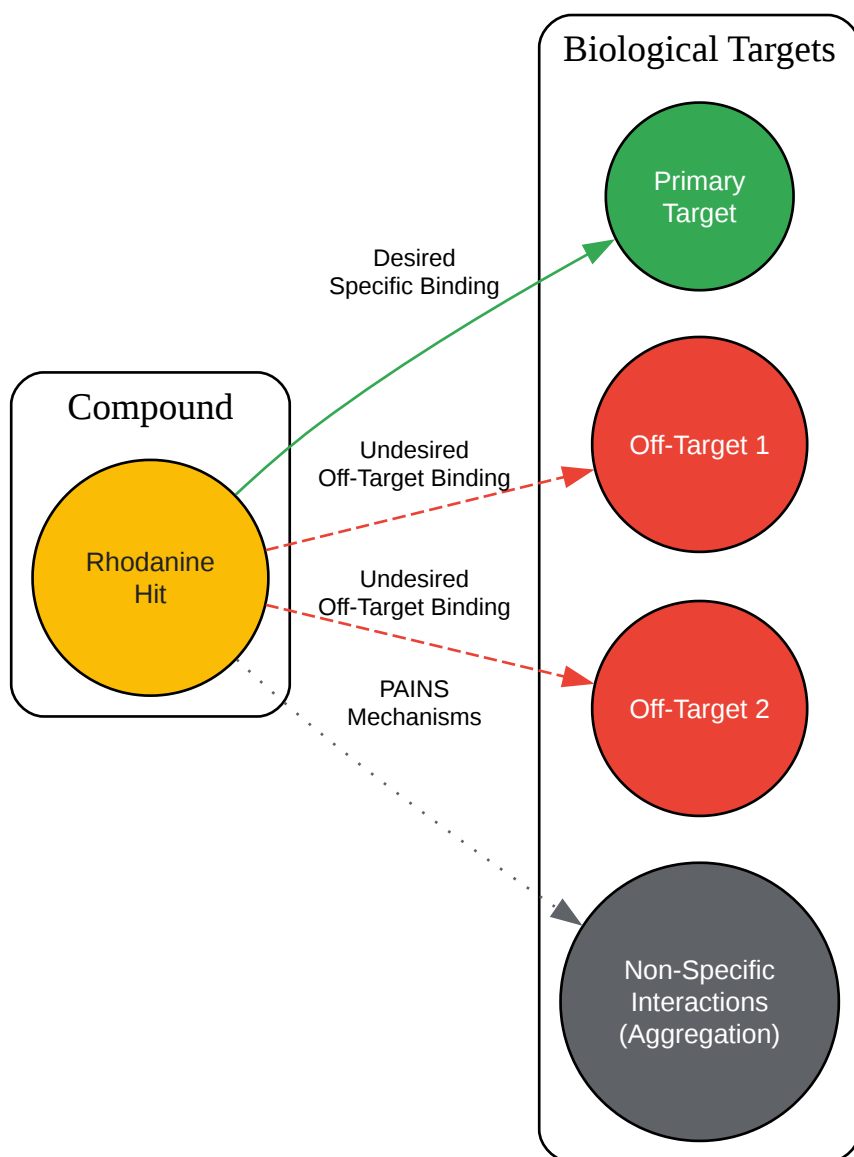 Biological Targets
Primary
Target
Desired
Specific Binding
Compound
Undesired
Off-Target Binding
Off-Target 1
Rhodanine
Hit
Undesired
Off-Target Binding
PAINS
Mechanisms
Off-Target 2
Non-Specific
Interactions
(Aggregation)